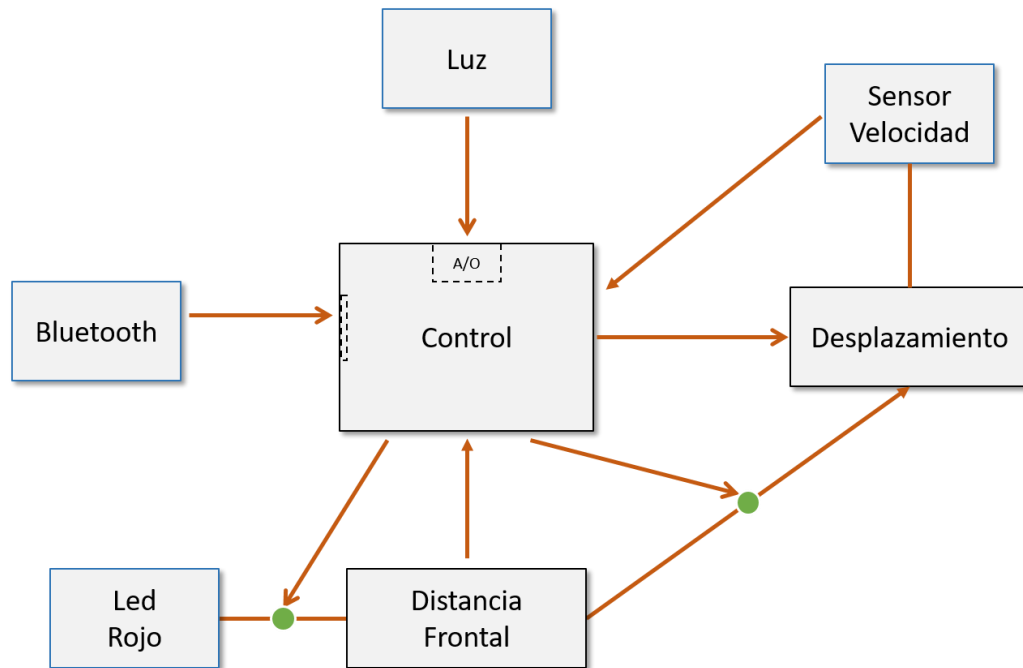 Luz
Sensor
Velocidad
A/O
Bluetooth
Control
Desplazamiento
Led
Rojo
Distancia
Frontal